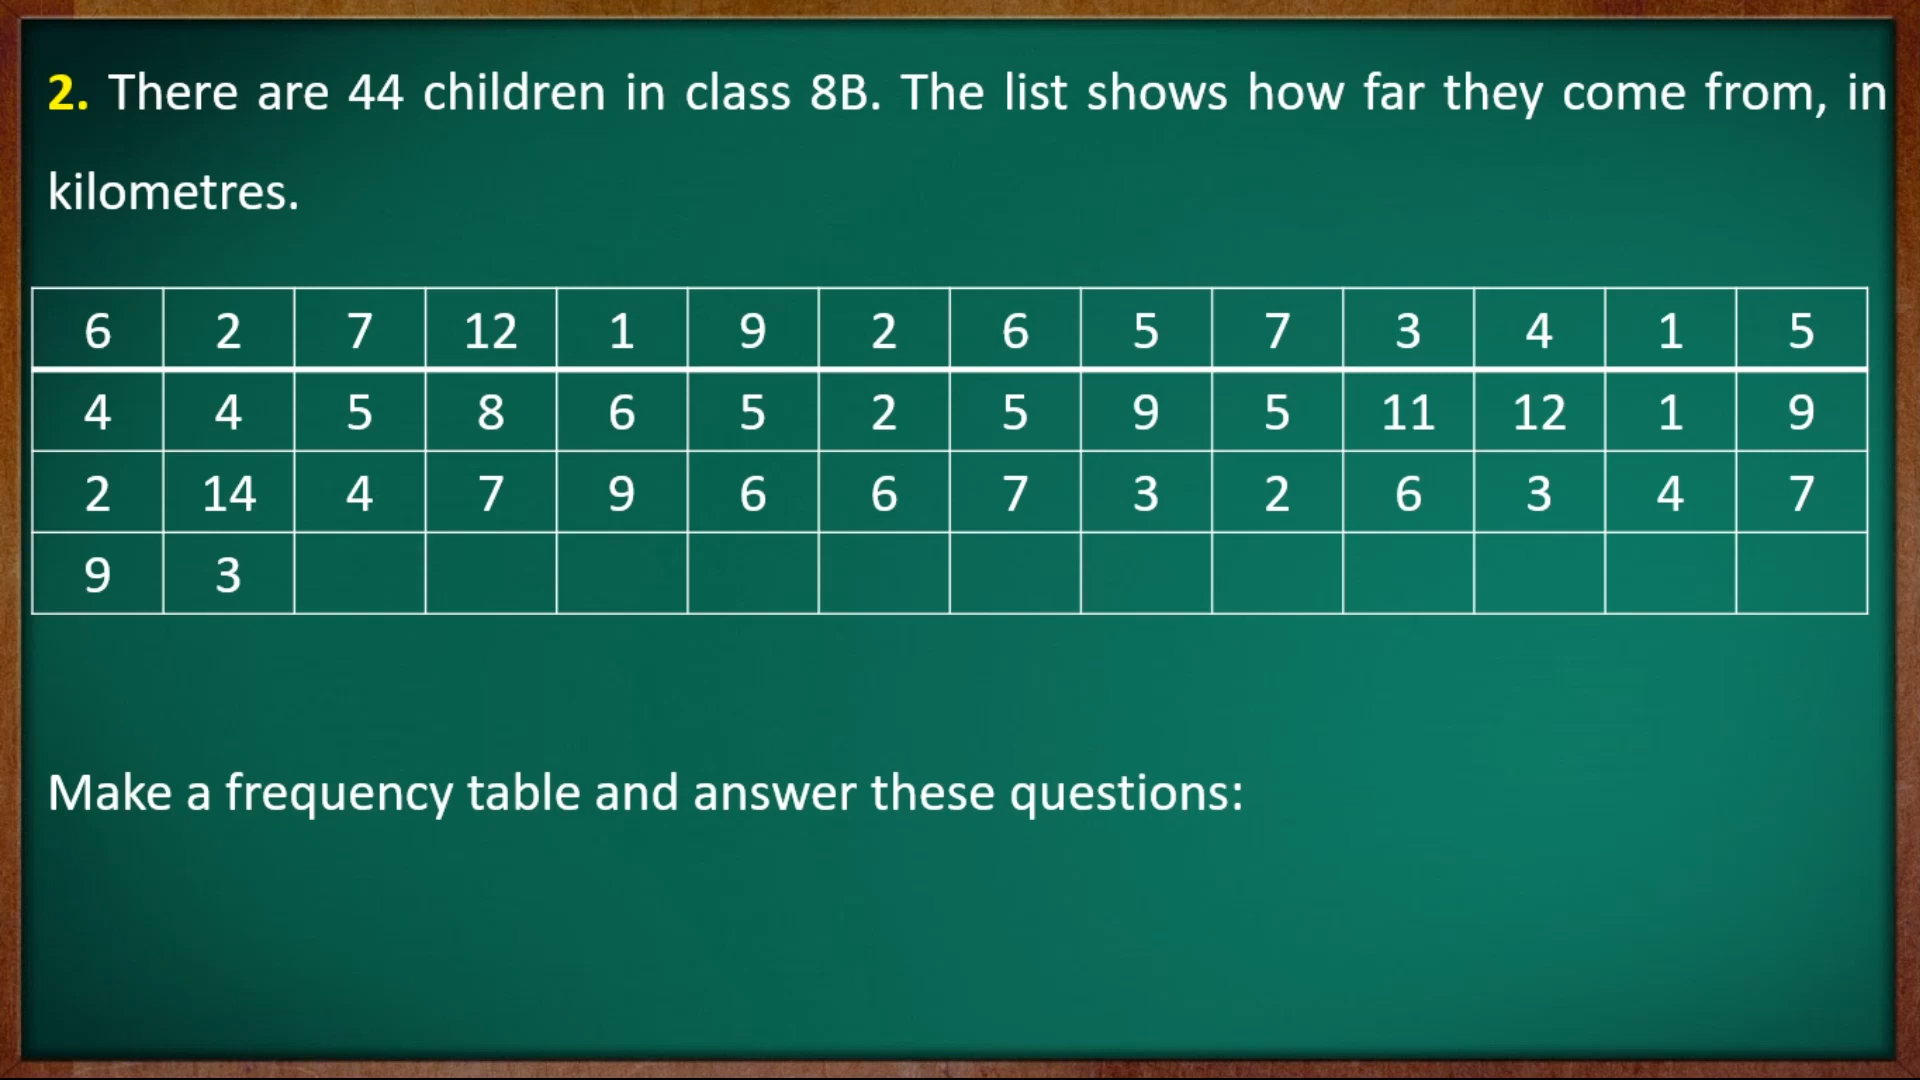 2. There are 44 children in class 8B. The list shows how far they come from, in
kilometres.
6 2 7 12 1 9 2 6 5 7 3 4 1 5
4 4 5 8 6 5 2 5 9 5 11 12 1 9
2 14 4 7 9 6 6 7 3 2 6 3 4 7
9 3
Make a frequency table and answer these questions: